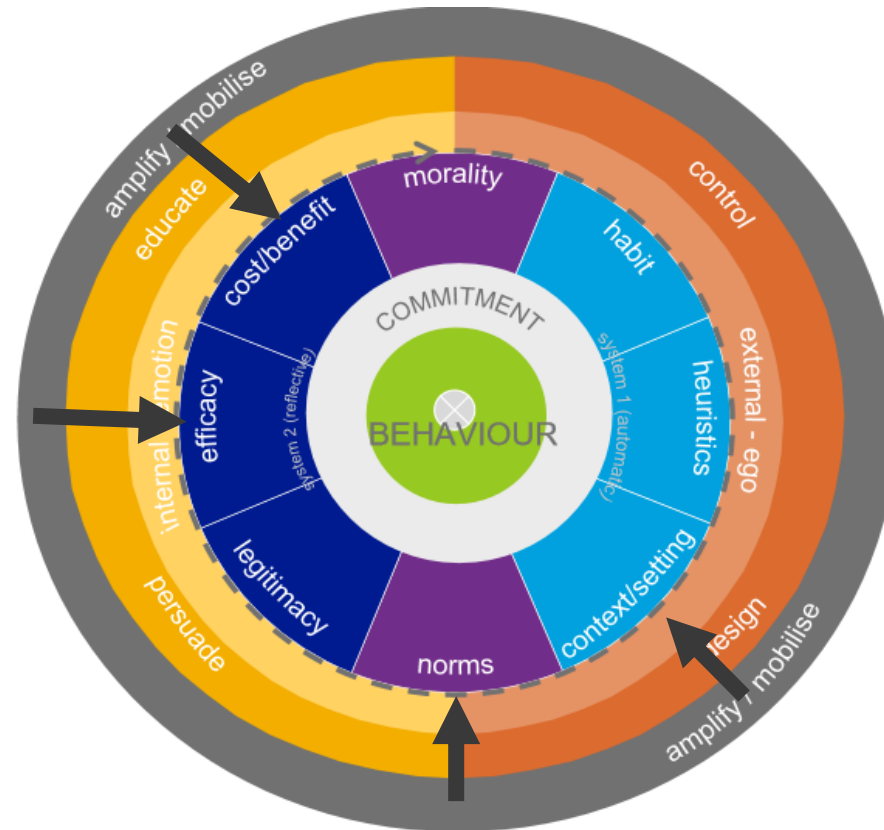 amplify / mobilise
educate
control
morality
cost/benefit
habit
COMMITMENT
internal emotion
efficacy
system 2 (reflective)
BEHAVIOUR
system 1 (automatic)
heuristics
external - ego
legitimacy
persuade
norms
context/setting
design
amplify / mobilise